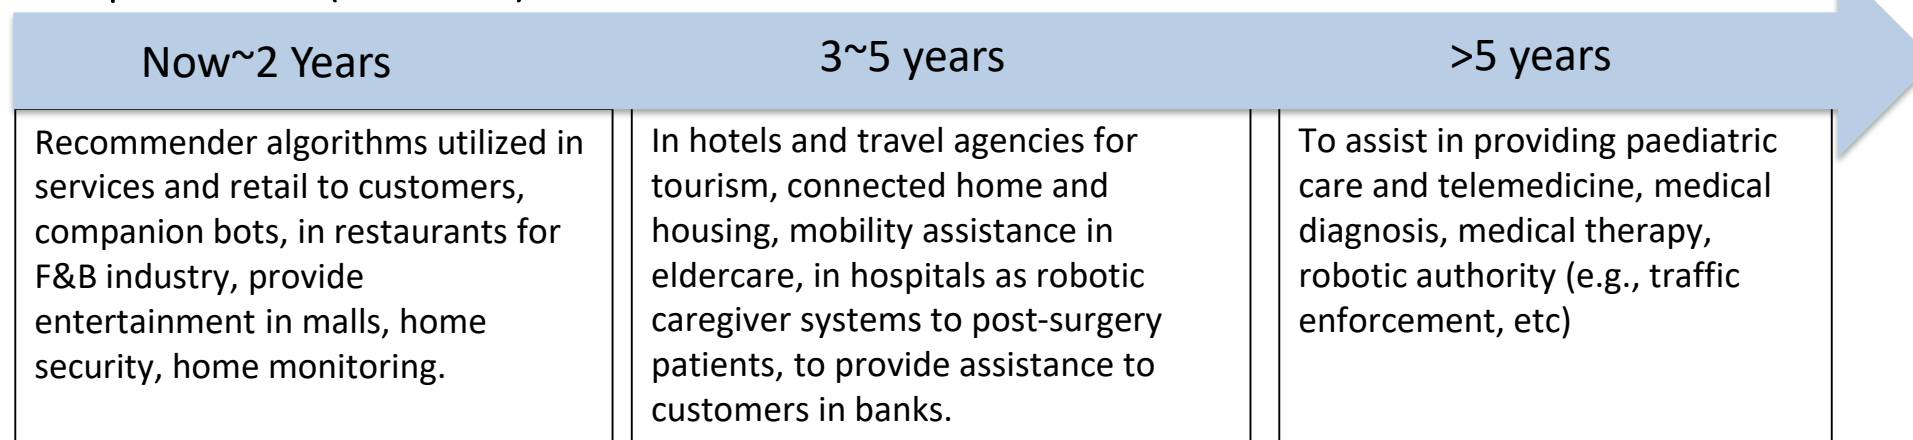 Now~2 Years
3~5 years
>5 years
Recommender algorithms utilized in
services and retail to customers,
companion bots, in restaurants for
F&B industry, provide
entertainment in malls, home
security, home monitoring.
In hotels and travel agencies for
tourism, connected home and
housing, mobility assistance in
eldercare, in hospitals as robotic
caregiver systems to post-surgery
patients, to provide assistance to
customers in banks.
To assist in providing paediatric
care and telemedicine, medical
diagnosis, medical therapy,
robotic authority (e.g., traffic
enforcement, etc)